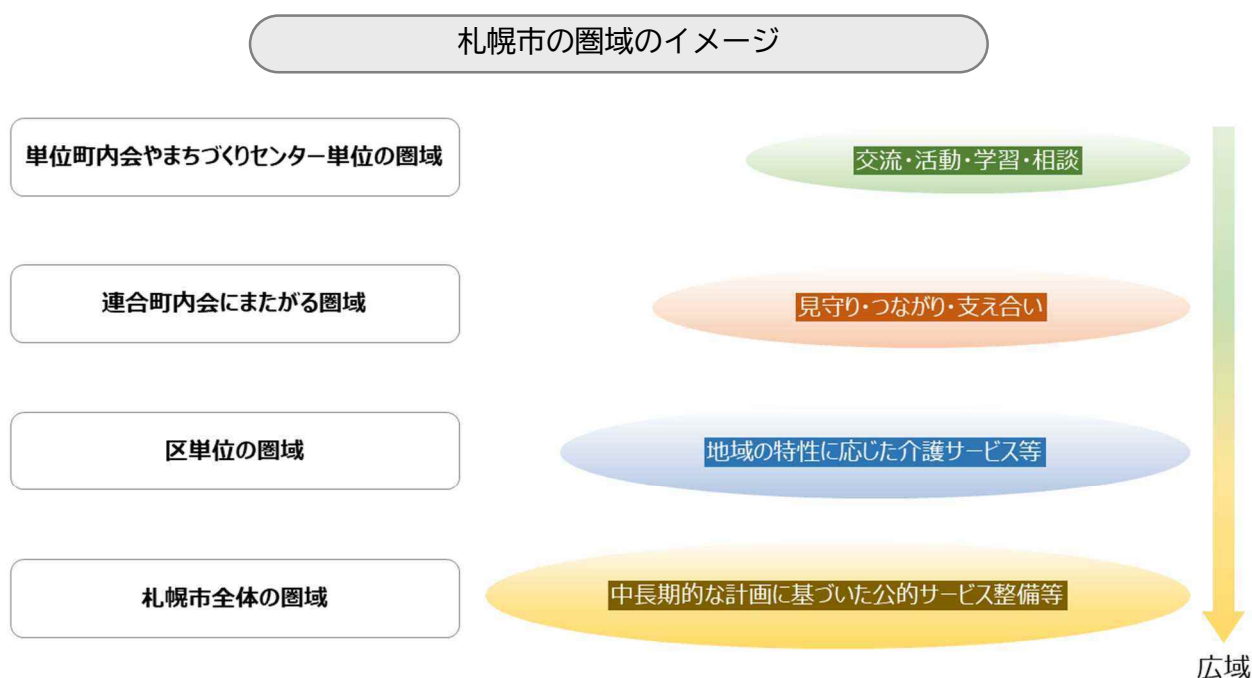 札幌市の圏域のイメージ
単位町内会やまちづくりセンター単位の圏域
交流・活動・学習・相談
連合町内会にまたがる圏域
見守り・つながり・支え合い
区単位の圏域
地域の特性に応じた介護サービス等
札幌市全体の圏域
中長期的な計画に基づいた公的サービス整備等
広域